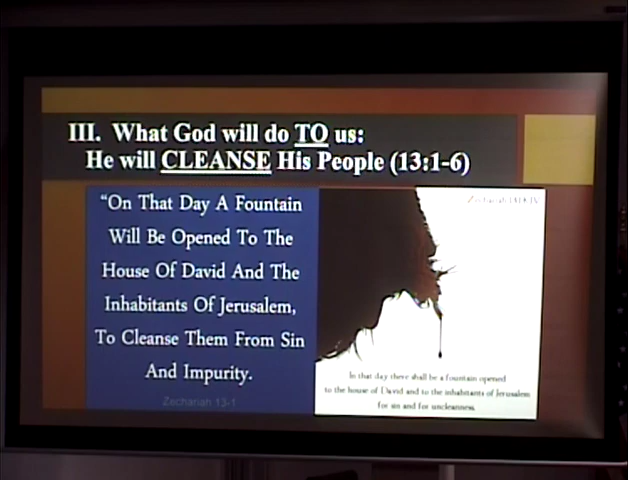 III. What God will do TO us:
He will CLEANSE His People (13:1-6)
“On That Day A Fountain
Will Be Opened To The
House Of David And The
Inhabitants Of Jerusalem,
To Cleanse Them From Sin
And Impurity.
Zechariah 13-1
Zechariah
In that day there shall be a fountain opened
to the house of David and to the inhabitants of Jerusalem
for sin and for uncleanness.